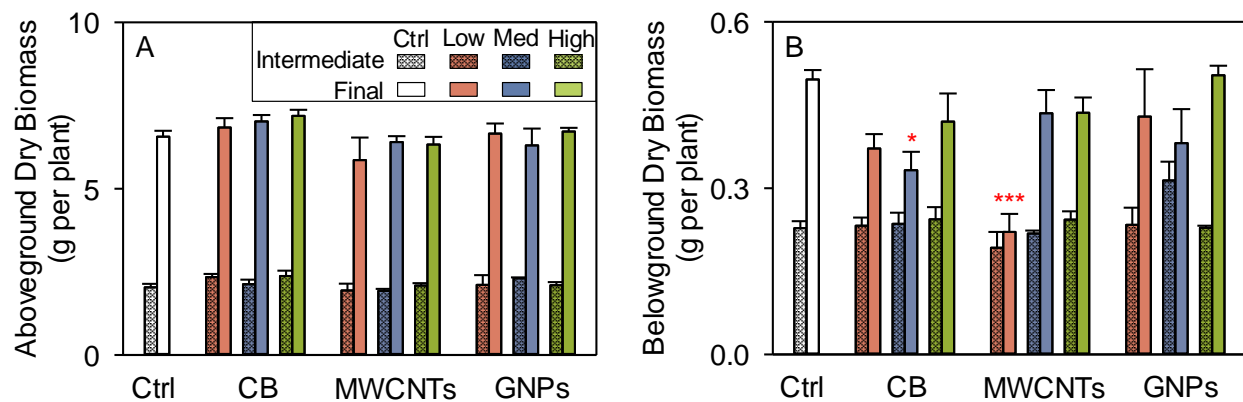 Aboveground Dry Biomass
(g per plant)
10
5
0
A
Ctrl Low Med High
Intermediate
Final
Ctrl CB MWCNTs GNPs
Belowground Dry Biomass
(g per plant)
0.6
0.3
0.0
B
*
***
Ctrl CB MWCNTs GNPs